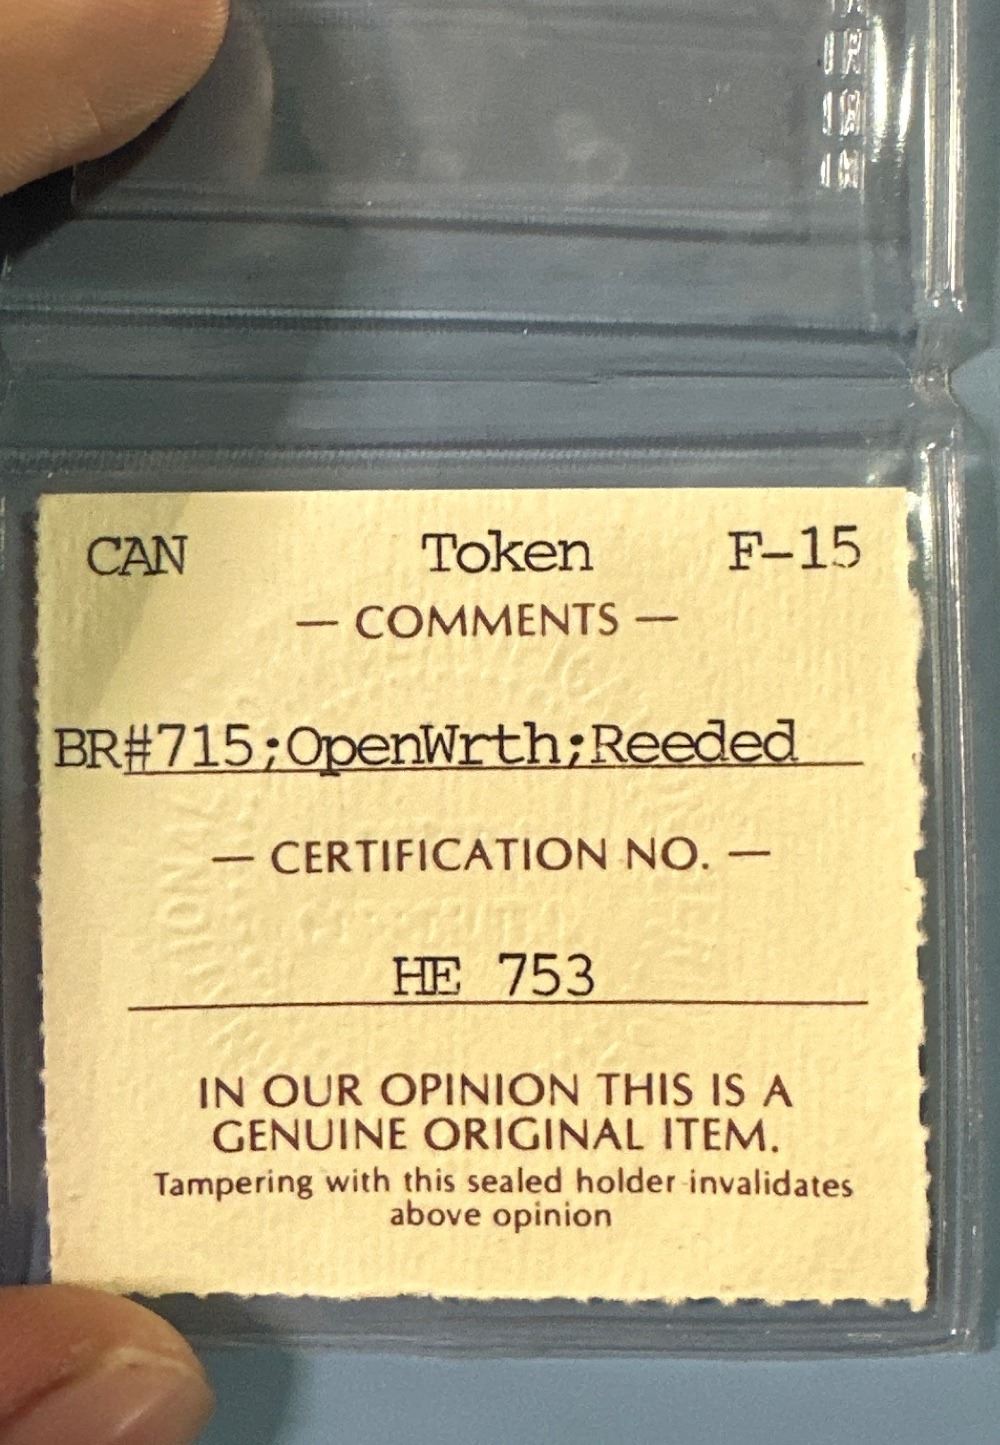 CAN Token F-15
— COMMENTS —
BR#715;OpenWrth;Reeded
— CERTIFICATION NO. —
HE 753
IN OUR OPINION THIS IS A
GENUINE ORIGINAL ITEM.
Tampering with this sealed holder invalidates
above opinion